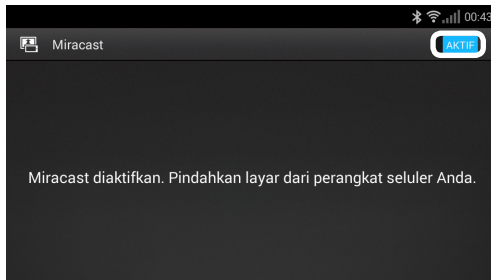 00:43
Miracast
AKTIF
Miracast diaktifkan. Pindahkan layar dari perangkat seluler Anda.